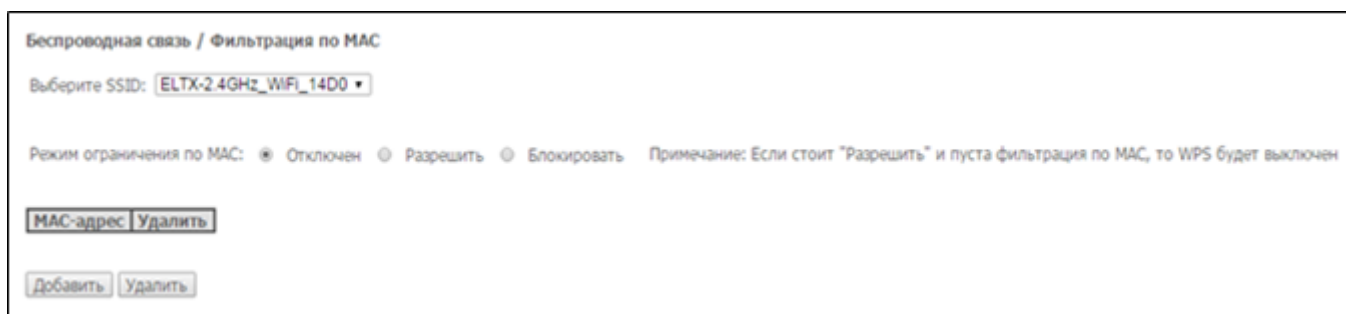 Беспроводная связь / Фильтрация по MAC
Выберите SSID: ELTX-2.4GHz_WiFi_14D0
Режим ограничения по MAC: Отключен Разрешить Блокировать Примечание: Если стоит "Разрешить" и пуста фильтрация по MAC, то WPS будет выключен
MAC-адрес Удалить
Добавить Удалить